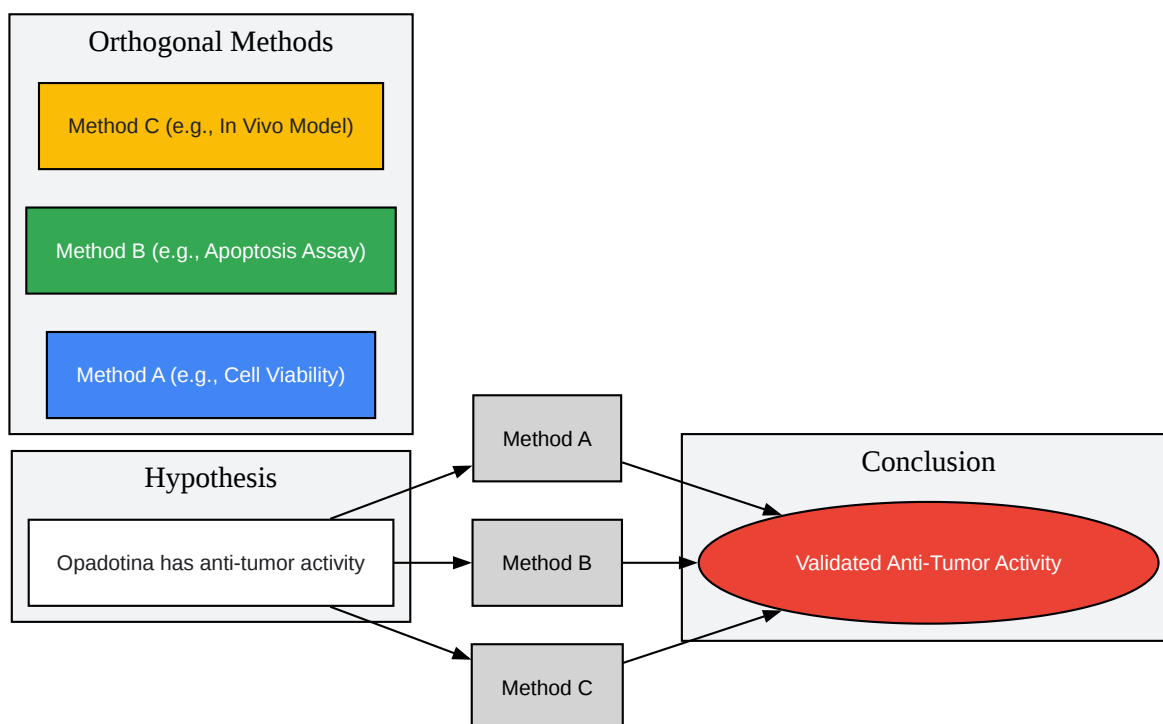 Orthogonal Methods
Method C (e.g., In Vivo Model)
Method B (e.g., Apoptosis Assay)
Method A (e.g., Cell Viability)
Hypothesis
Opadotina has anti-tumor activity
Method A
Method B
Method C
Conclusion
Validated Anti-Tumor Activity